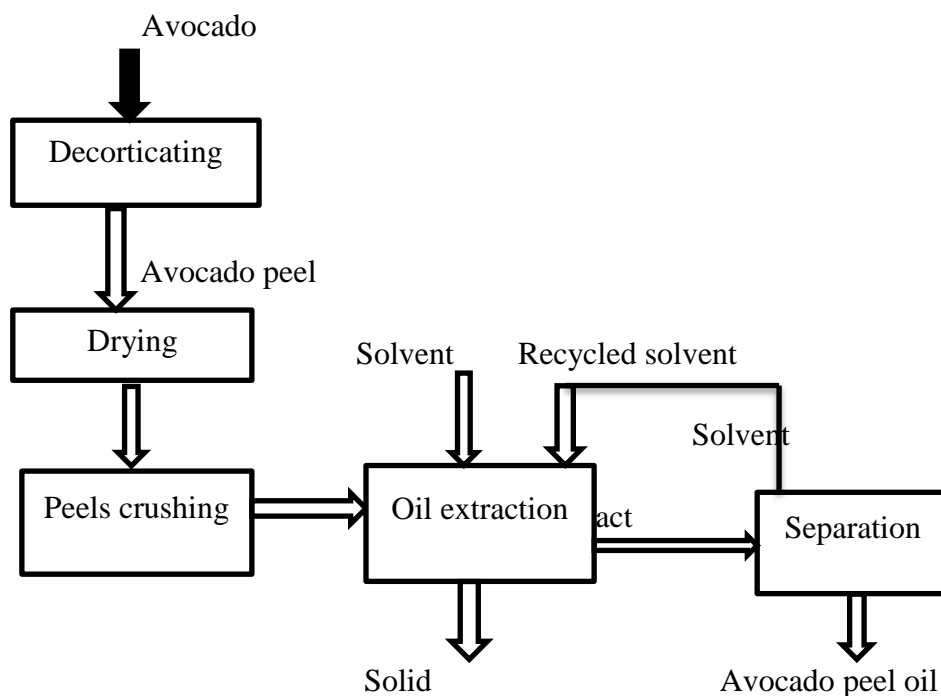 Avocado
Decorticating
Avocado peel
Drying
Solvent
Recycled solvent
Solvent
Peels crushing
Oil extraction
act
Separation
Solid
Avocado peel oil